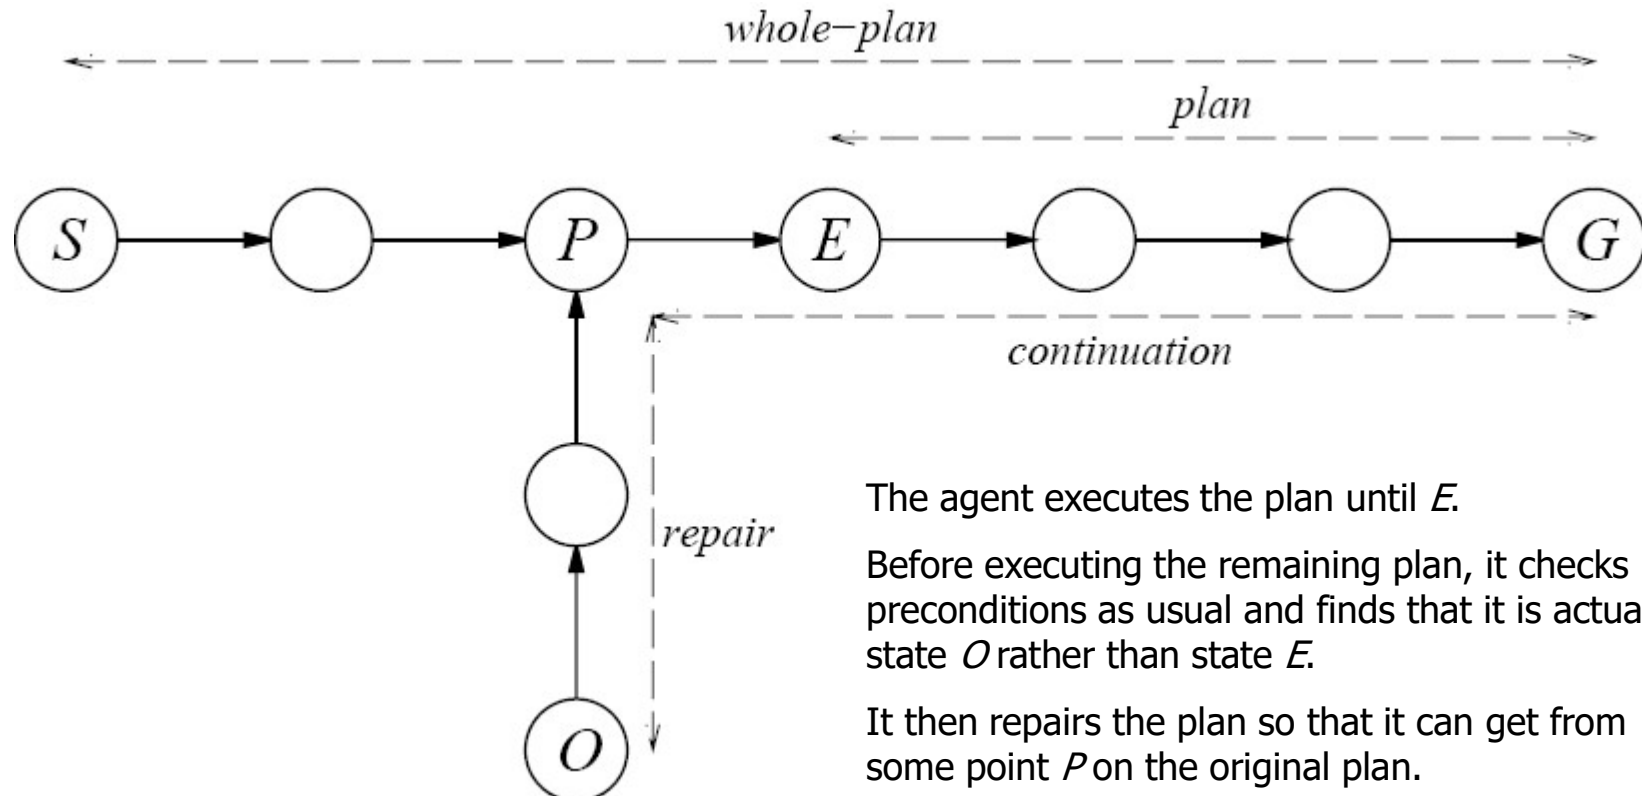 whole−plan
plan
S P E G
continuation
repair
The agent executes the plan until E.
Before executing the remaining plan, it checks
preconditions as usual and finds that it is actua
state O rather than state E.
It then repairs the plan so that it can get from
some point P on the original plan.
O